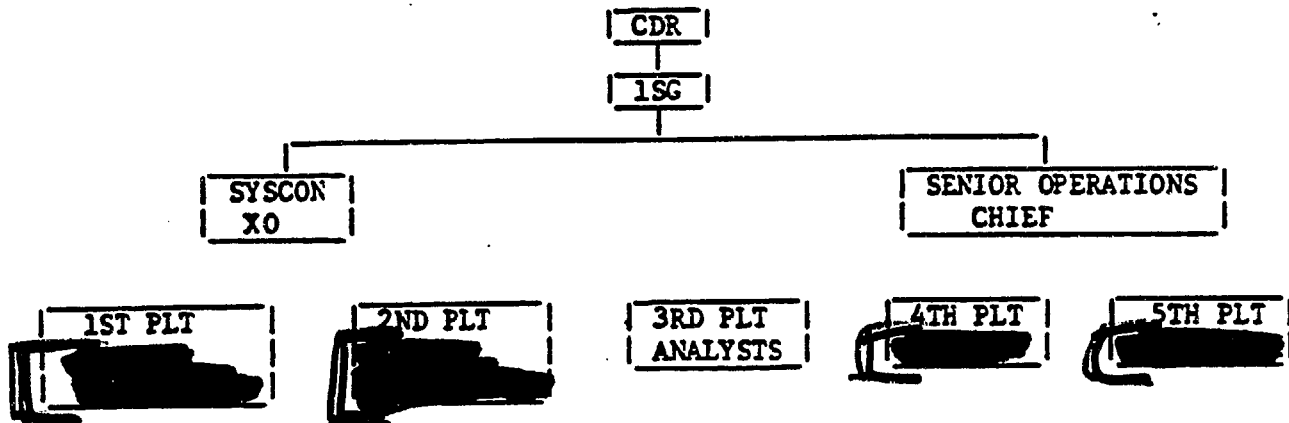 CDR
1SG
SYSCON
XO
SENIOR OPERATIONS
CHIEF
1ST PLT
2ND PLT
3RD PLT
ANALYSTS
4TH PLT
5TH PLT